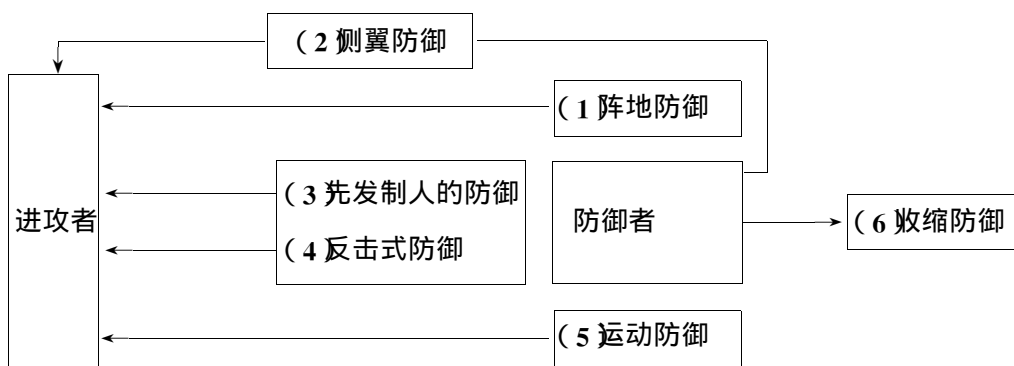 （2）侧翼防御
（1）阵地防御
（3）先发制人的防御
进攻者
防御者
（6）收缩防御
（4）反击式防御
（5）运动防御